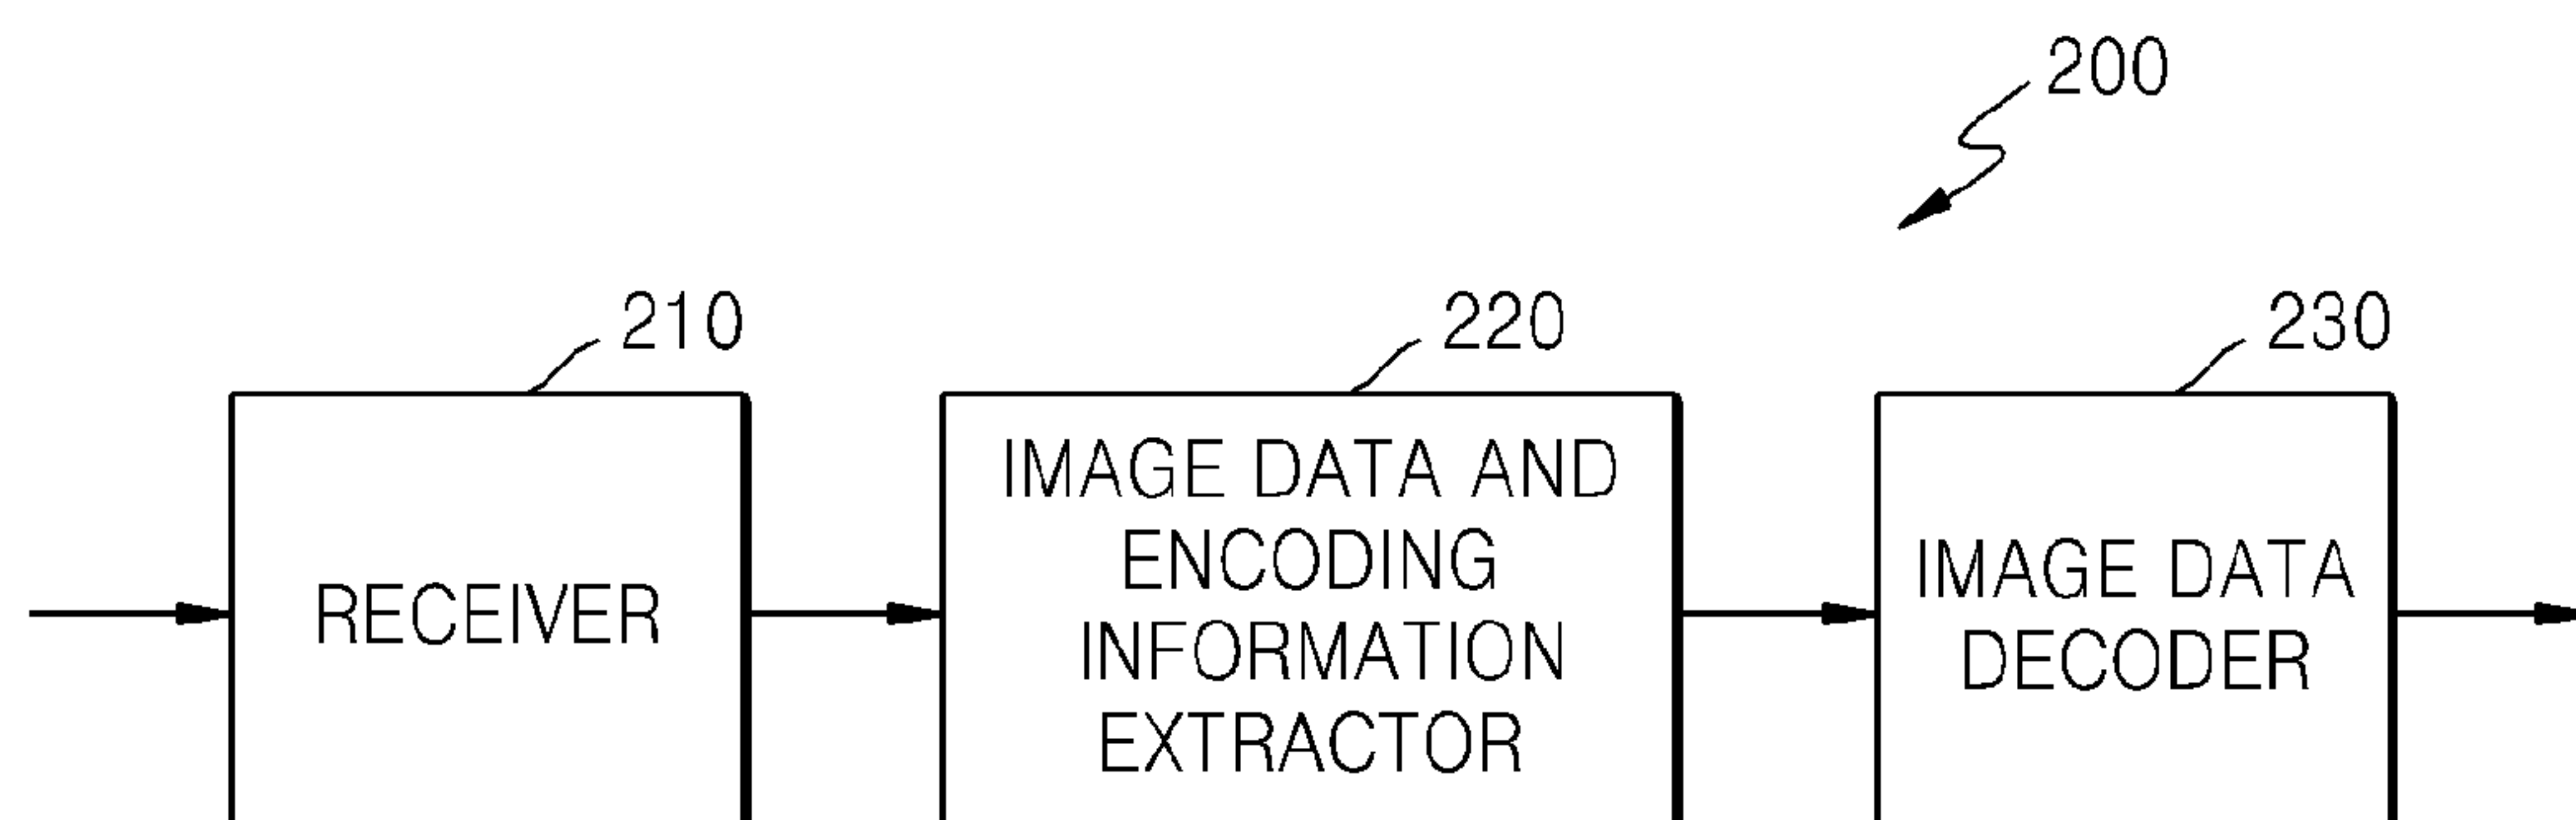 200
210
220
230
RECEIVER
IMAGE DATA AND
ENCODING
INFORMATION
EXTRACTOR
IMAGE DATA
DECODER